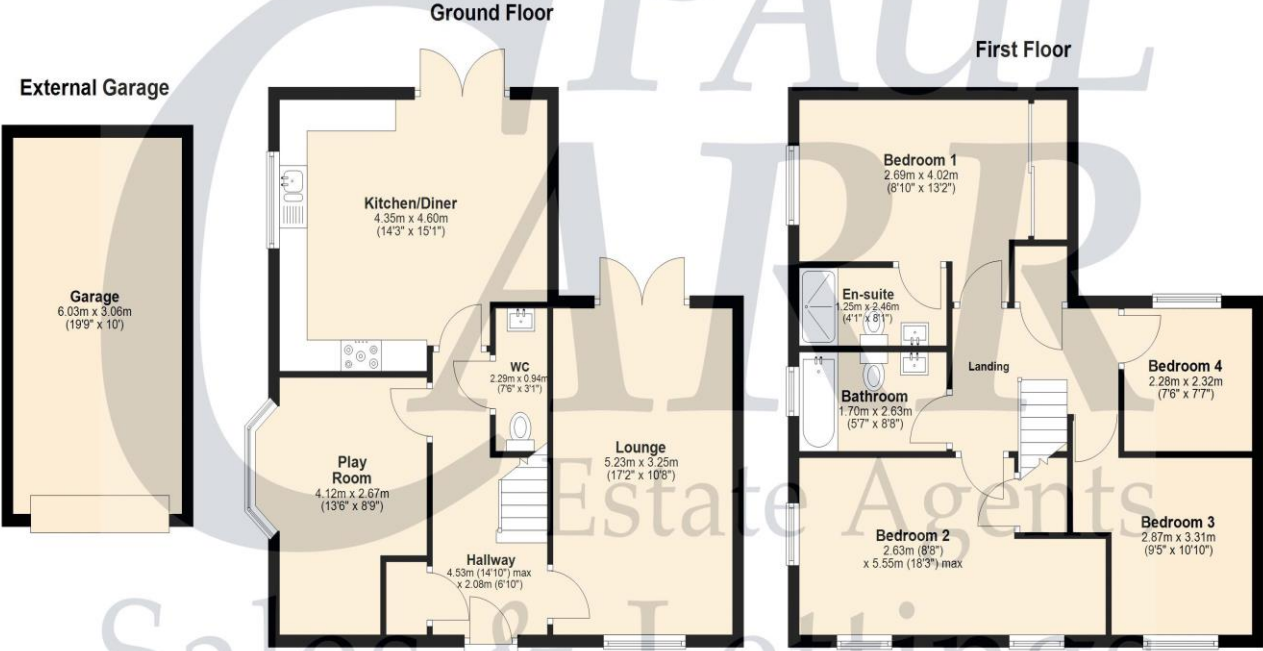 Ground Floor
First Floor
External Garage
Garage
6.03m x 3.06m
(19'9" x 10')
Kitchen/Diner
4.35m x 4.60m
(14'3" x 15'1")
WC
2.29m x 0.94m
(7'6" x 3'1")
Play
Room
4.12m x 2.67m
(13'6" x 8'9")
Lounge
5.23m x 3.25m
(17'2" x 10'8")
Hallway
4.53m (14'10") max
x 2.08m (6'10")
Bedroom 1
2.69m x 4.02m
(8'10" x 13'2")
En-suite
1.25m x 2.46m
(4'1" x 8'1")
Landing
Bedroom 4
2.28m x 2.32m
(7'6" x 7'7")
Bathroom
1.70m x 2.63m
(5'7" x 8'8")
Bedroom 2
2.63m (8'8")
x 5.55m (18'3") max
Bedroom 3
2.87m x 3.31m
(9'5" x 10'10")
PAUL
CARR
Estate Agents
Sales & Lettings